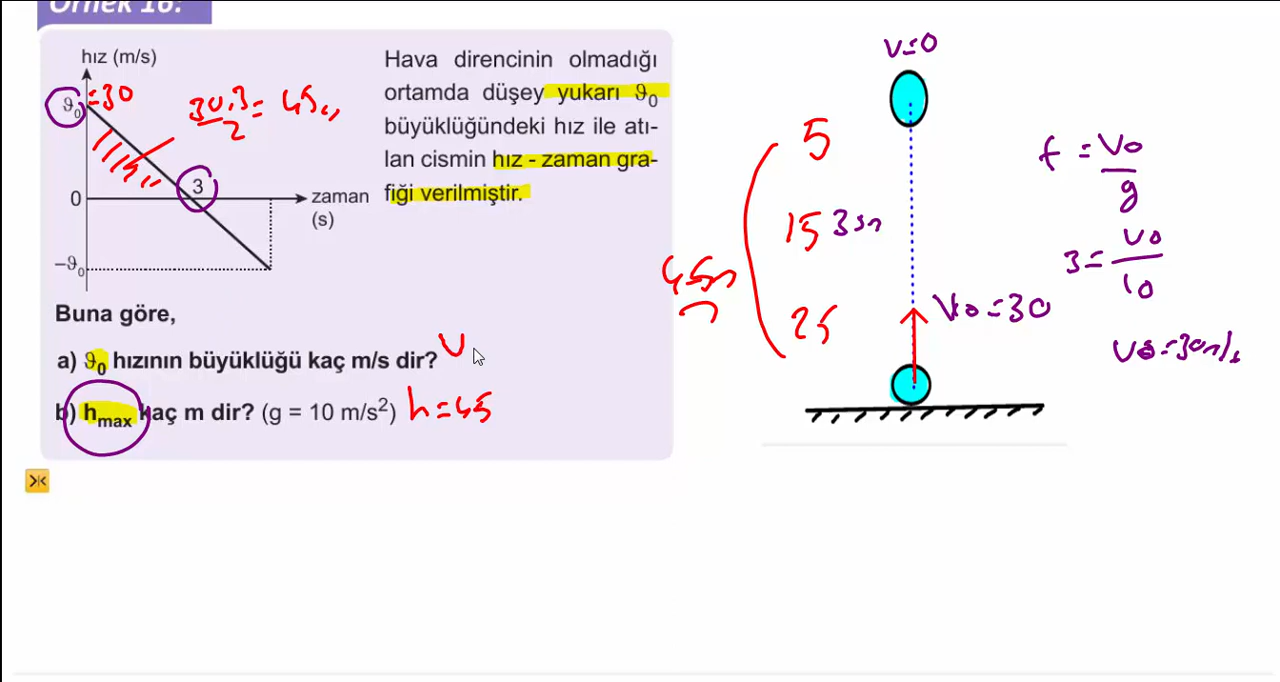 Örnek 16:
hız (m/s)
ϑ₀
=30
30.3
2
= 45
3
0
zaman
(s)
-ϑ₀
Hava direncinin olmadığı
ortamda düşey yukarı ϑ₀
büyüklüğündeki hız ile atı-
lan cismin hız - zaman gra-
fiği verilmiştir.
Buna göre,
a) ϑ₀ hızının büyüklüğü kaç m/s dir? V
b) hmax kaç m dir? (g = 10 m/s²) h=45
V=0
5
15 3sn
25
45m
V₀=30
t = V₀
g
3 = V₀
10
V₀=30m/s